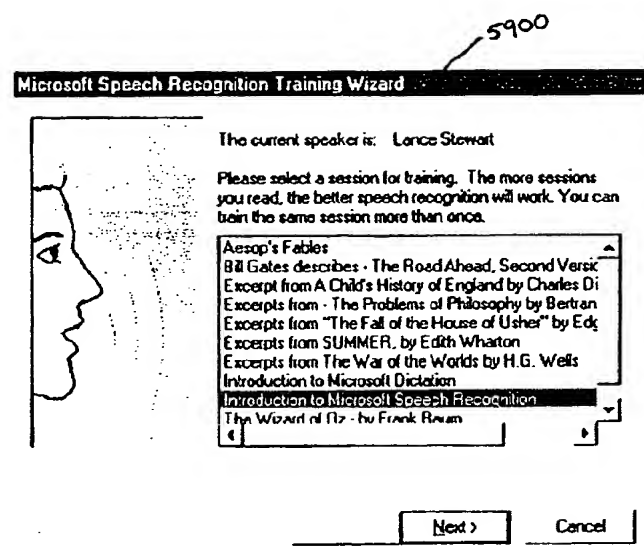 5900
Microsoft Speech Recognition Training Wizard
The current speaker is: Lance Stewart
Please select a session for training. The more sessions
you read, the better speech recognition will work. You can
train the same session more than once.
Aesop's Fables
Bill Gates describes - The Road Ahead, Second Versic
Excerpt from A Child's History of England by Charles Di
Excerpts from - The Problems of Philosophy by Bertran
Excerpts from "The Fall of the House of Usher" by Edg
Excerpts from SUMMER, by Edith Wharton
Excerpts from The War of the Worlds by H.G. Wells
Introduction to Microsoft Dictation
Introduction to Microsoft Speech Recognition
The Wizard of Oz - by Frank Baum
Next >
Cancel